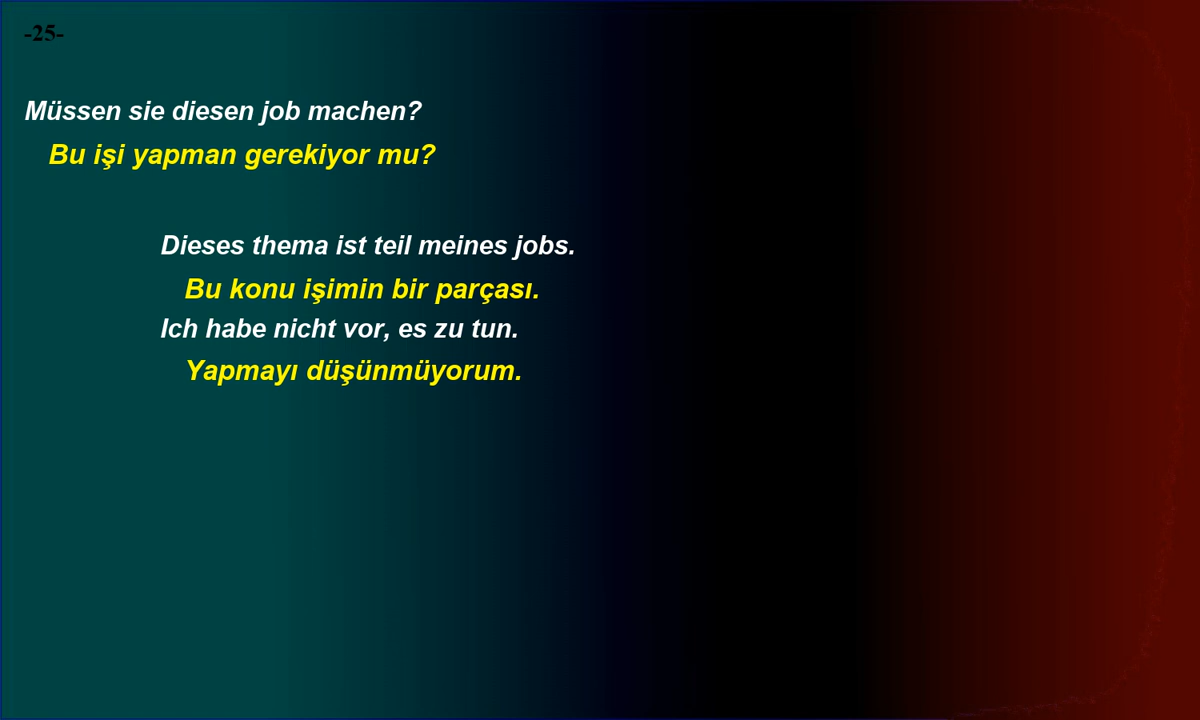 -25-
Müssen sie diesen job machen?
Bu işi yapman gerekiyor mu?
Dieses thema ist teil meines jobs.
Bu konu işimin bir parçası.
Ich habe nicht vor, es zu tun.
Yapmayı düşünmüyorum.